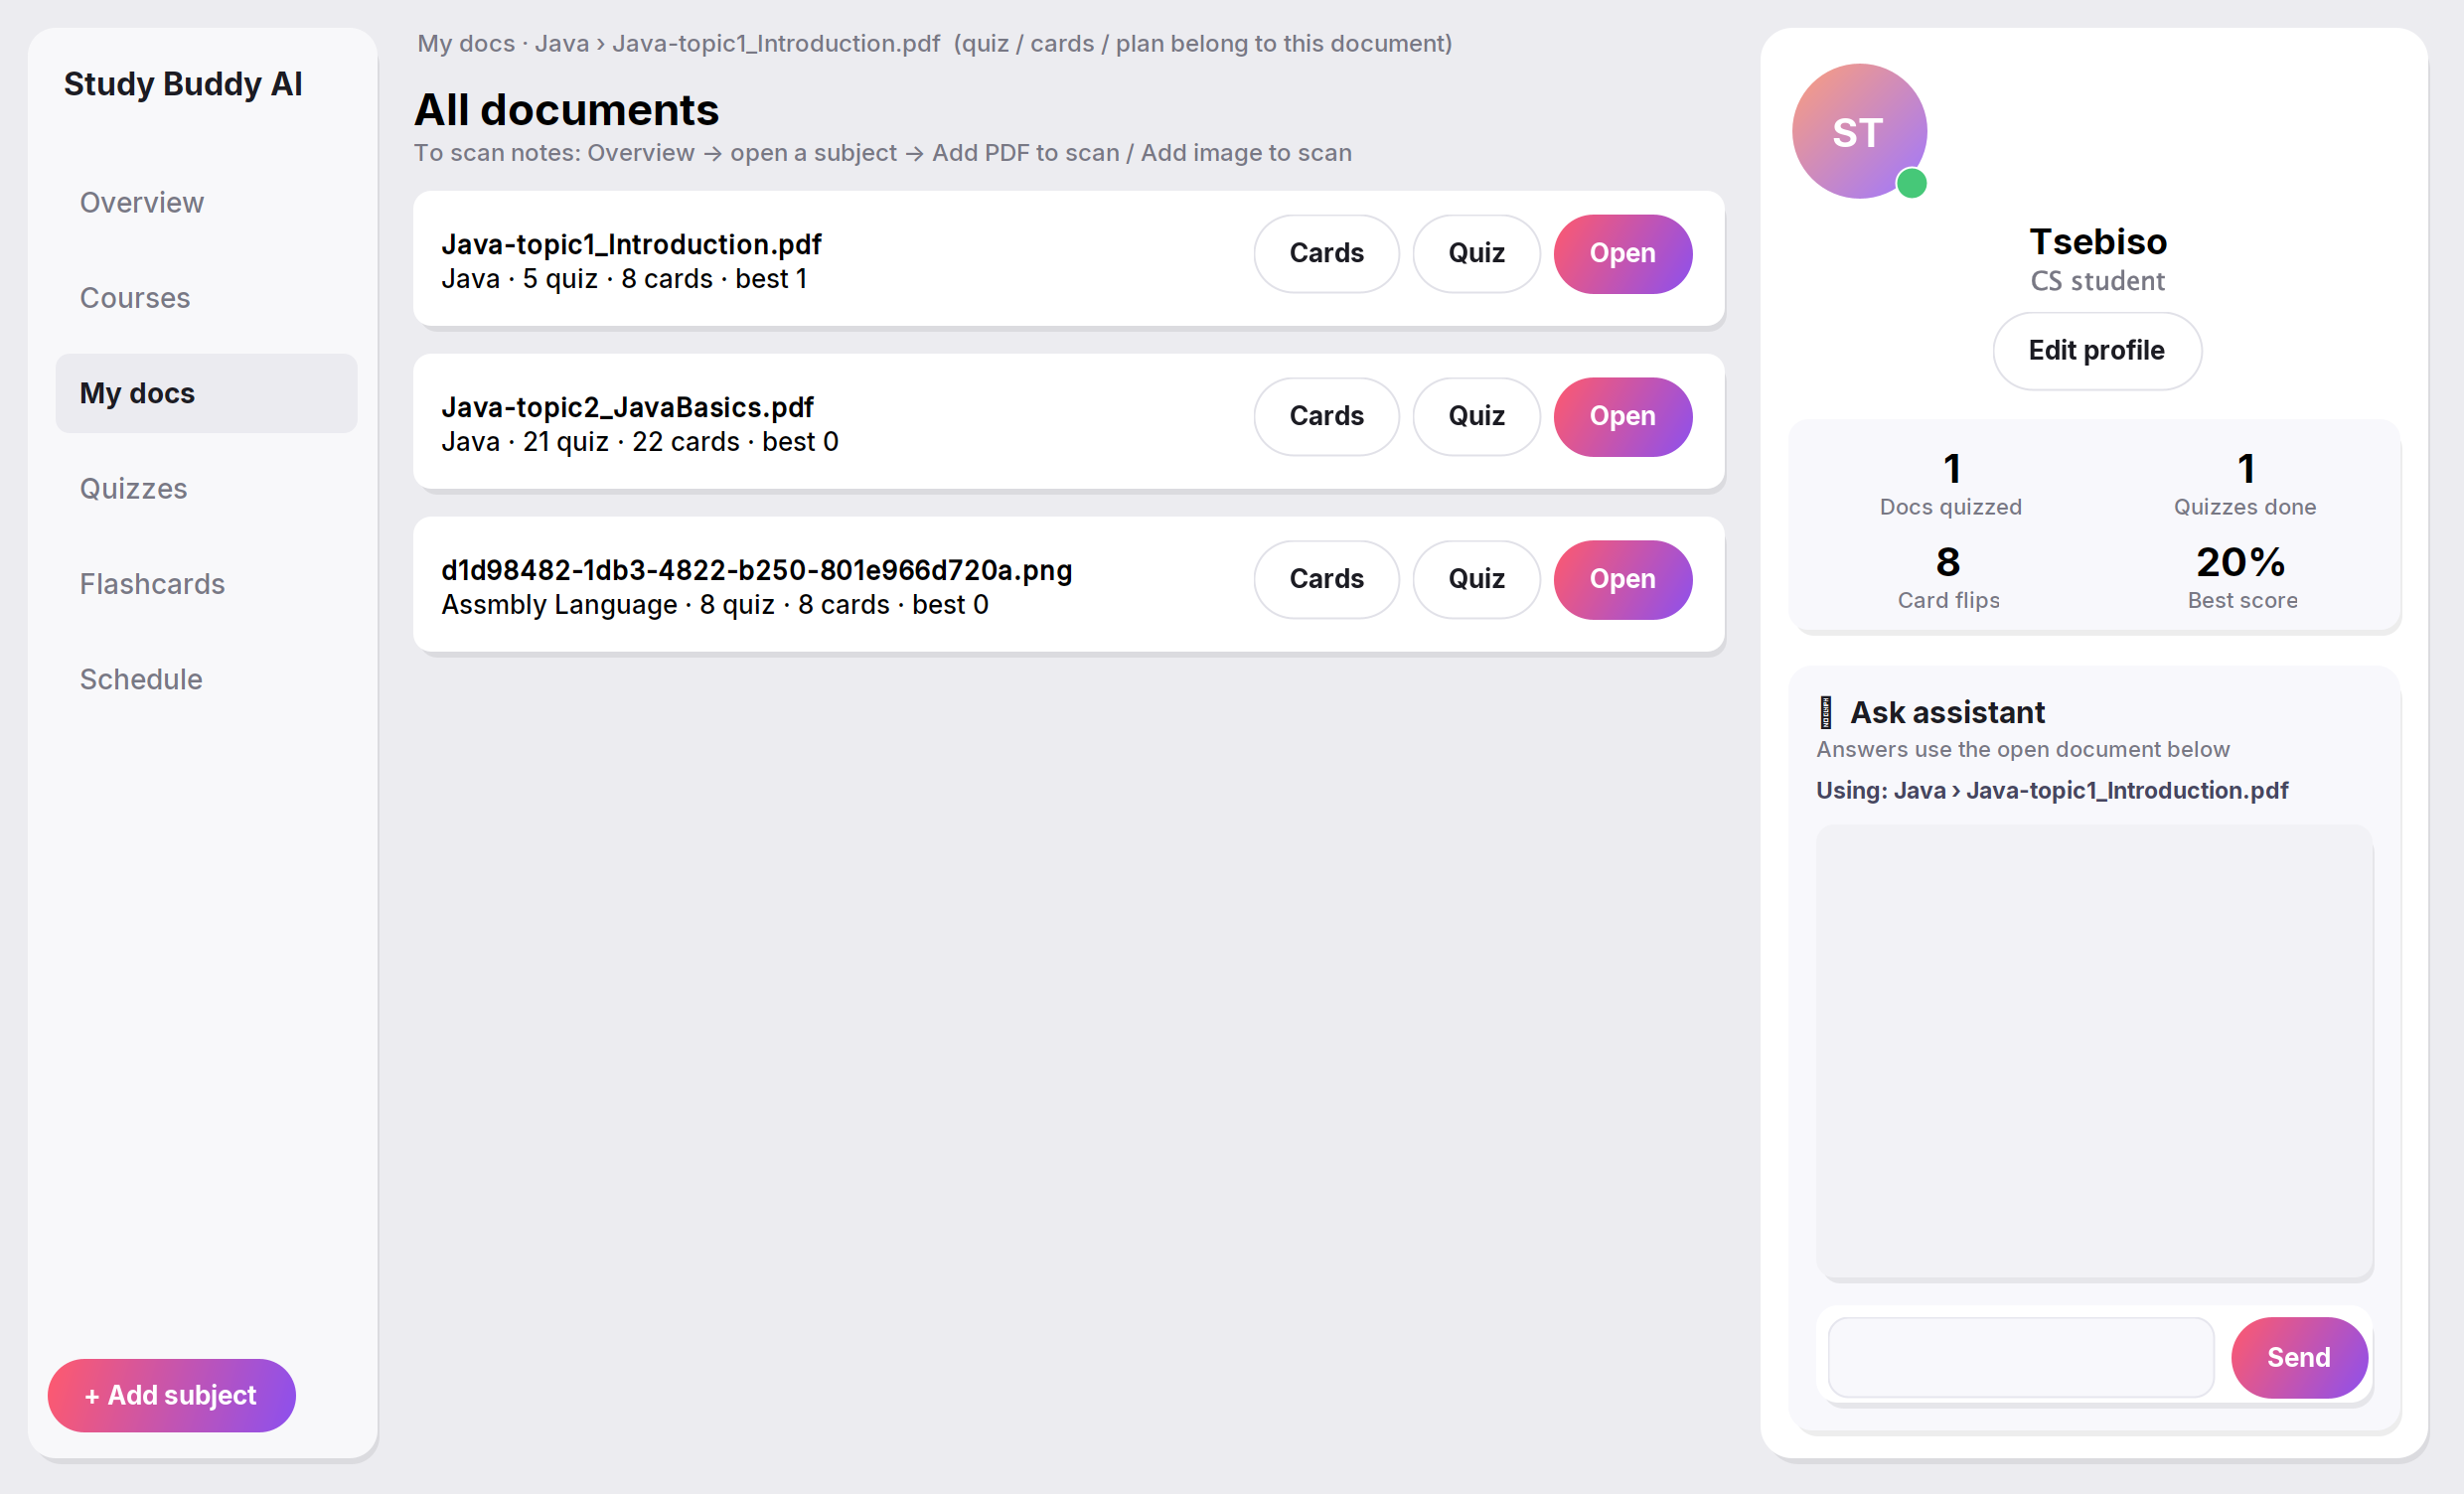 Study Buddy AI
Overview
Courses
My docs
Quizzes
Flashcards
Schedule
+ Add subject
My docs · Java › Java-topic1_Introduction.pdf (quiz / cards / plan belong to this document)
All documents
To scan notes: Overview → open a subject → Add PDF to scan / Add image to scan
Java-topic1_Introduction.pdf
Java · 5 quiz · 8 cards · best 1
Cards Quiz Open
Java-topic2_JavaBasics.pdf
Java · 21 quiz · 22 cards · best 0
Cards Quiz Open
d1d98482-1db3-4822-b250-801e966d720a.png
Assmbly Language · 8 quiz · 8 cards · best 0
Cards Quiz Open
ST
Tsebiso
CS student
Edit profile
1 1
Docs quizzed Quizzes done
8 20%
Card flips Best score
Ask assistant
Answers use the open document below
Using: Java › Java-topic1_Introduction.pdf
Send